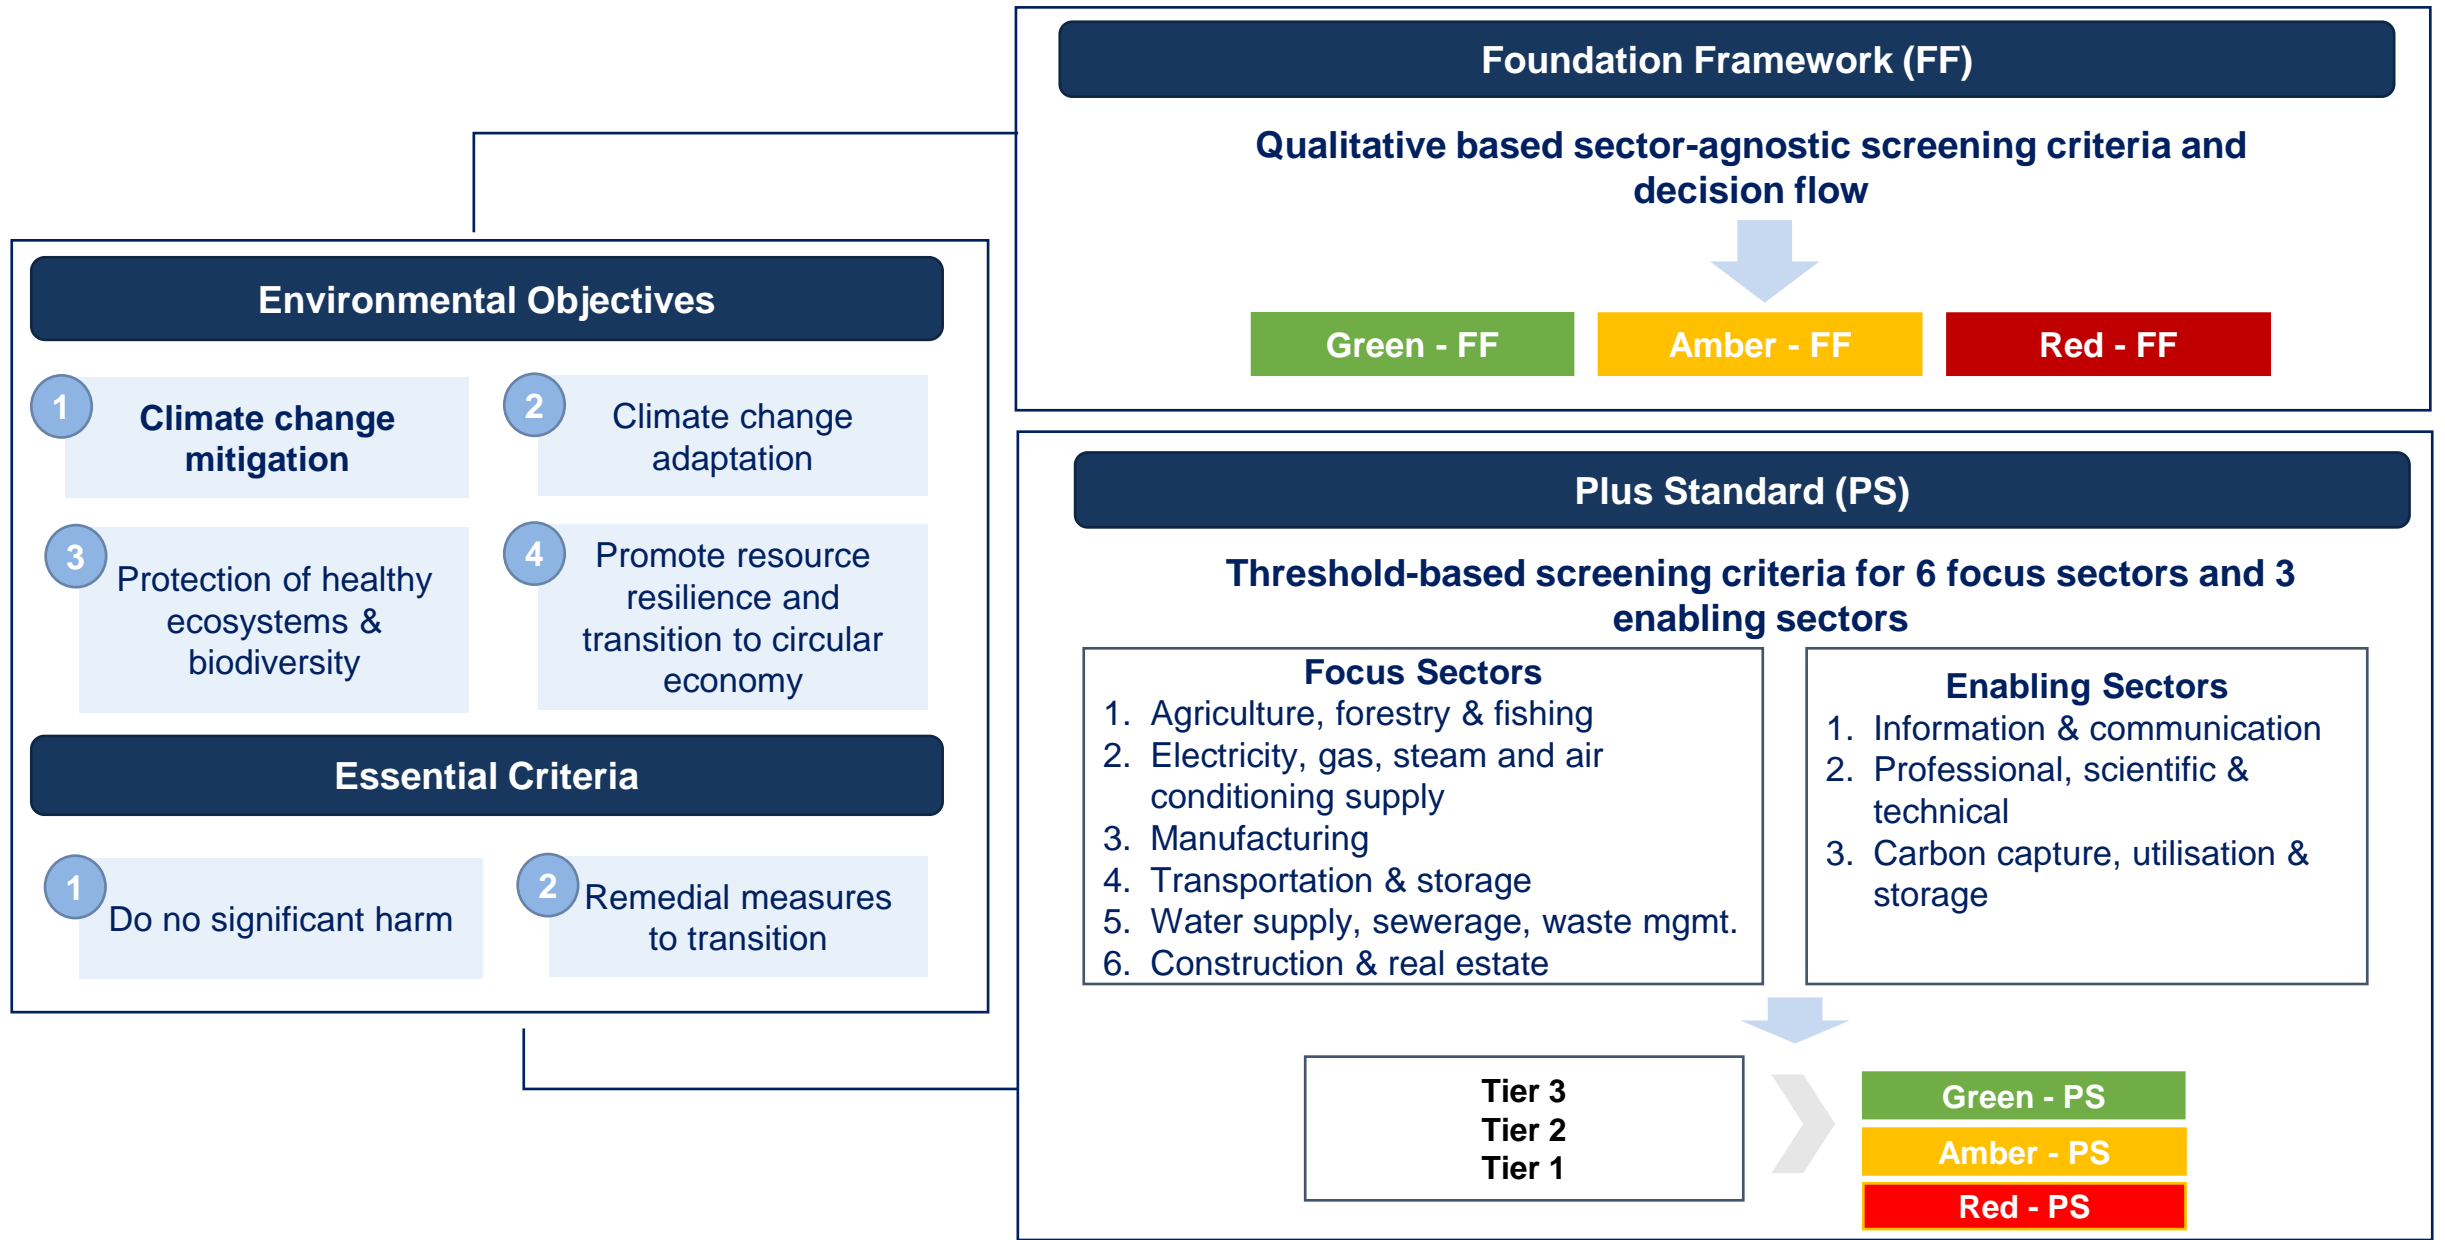 Foundation Framework (FF)
Qualitative based sector-agnostic screening criteria and
decision flow
Green - FF
Amber - FF
Red - FF
Environmental Objectives
1
Climate change
mitigation
2
Climate change
adaptation
3
Protection of healthy
ecosystems &
biodiversity
4
Promote resource
resilience and
transition to circular
economy
Essential Criteria
1
Do no significant harm
2
Remedial measures
to transition
Plus Standard (PS)
Threshold-based screening criteria for 6 focus sectors and 3
enabling sectors
Focus Sectors
1. Agriculture, forestry & fishing
2. Electricity, gas, steam and air
conditioning supply
3. Manufacturing
4. Transportation & storage
5. Water supply, sewerage, waste mgmt.
6. Construction & real estate
Enabling Sectors
1. Information & communication
2. Professional, scientific &
technical
3. Carbon capture, utilisation &
storage
Tier 3
Tier 2
Tier 1
Green - PS
Amber - PS
Red - PS